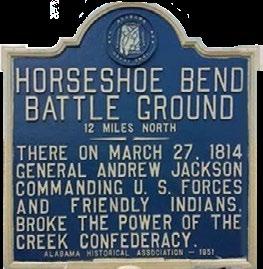 HORSESHOE BEND
BATTLE GROUND
12 MILES NORTH
THERE ON MARCH 27, 1814
GENERAL ANDREW JACKSON
COMMANDING U. S. FORCES
AND FRIENDLY INDIANS,
BROKE THE POWER OF THE
CREEK CONFEDERACY.
ALABAMA HISTORICAL ASSOCIATION — 1951